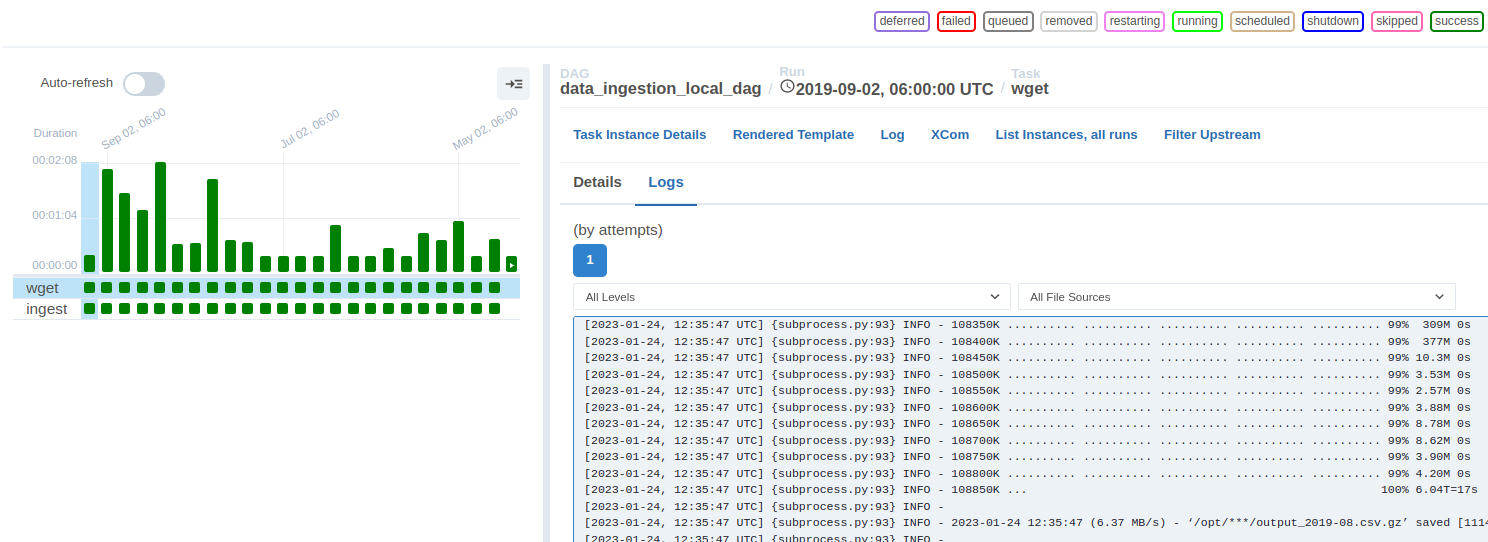 deferred failed queued removed restarting running scheduled shutdown skipped success
Auto-refresh
Sep 02, 06:00 Jul 02, 06:00 May 02, 06:00
Duration
00:02:08
00:01:04
00:00:00
wget
ingest
DAG Run Task
data_ingestion_local_dag / 2019-09-02, 06:00:00 UTC / wget
Task Instance Details Rendered Template Log XCom List Instances, all runs Filter Upstream
Details Logs
(by attempts)
1
All Levels All File Sources
[2023-01-24, 12:35:47 UTC] {subprocess.py:93} INFO - 108350K .......... .......... .......... .......... .......... 99% 309M 0s
[2023-01-24, 12:35:47 UTC] {subprocess.py:93} INFO - 108400K .......... .......... .......... .......... .......... 99% 377M 0s
[2023-01-24, 12:35:47 UTC] {subprocess.py:93} INFO - 108450K .......... .......... .......... .......... .......... 99% 10.3M 0s
[2023-01-24, 12:35:47 UTC] {subprocess.py:93} INFO - 108500K .......... .......... .......... .......... .......... 99% 3.53M 0s
[2023-01-24, 12:35:47 UTC] {subprocess.py:93} INFO - 108550K .......... .......... .......... .......... .......... 99% 2.57M 0s
[2023-01-24, 12:35:47 UTC] {subprocess.py:93} INFO - 108600K .......... .......... .......... .......... .......... 99% 3.88M 0s
[2023-01-24, 12:35:47 UTC] {subprocess.py:93} INFO - 108650K .......... .......... .......... .......... .......... 99% 8.78M 0s
[2023-01-24, 12:35:47 UTC] {subprocess.py:93} INFO - 108700K .......... .......... .......... .......... .......... 99% 8.62M 0s
[2023-01-24, 12:35:47 UTC] {subprocess.py:93} INFO - 108750K .......... .......... .......... .......... .......... 99% 3.90M 0s
[2023-01-24, 12:35:47 UTC] {subprocess.py:93} INFO - 108800K .......... .......... .......... .......... .......... 99% 4.20M 0s
[2023-01-24, 12:35:47 UTC] {subprocess.py:93} INFO - 108850K ... 100% 6.04T=17s
[2023-01-24, 12:35:47 UTC] {subprocess.py:93} INFO -
[2023-01-24, 12:35:47 UTC] {subprocess.py:93} INFO - 2023-01-24 12:35:47 (6.37 MB/s) - ‘/opt/***/output_2019-08.csv.gz’ saved [1114
[2023-01-24, 12:35:47 UTC] {subprocess.py:93} INFO -